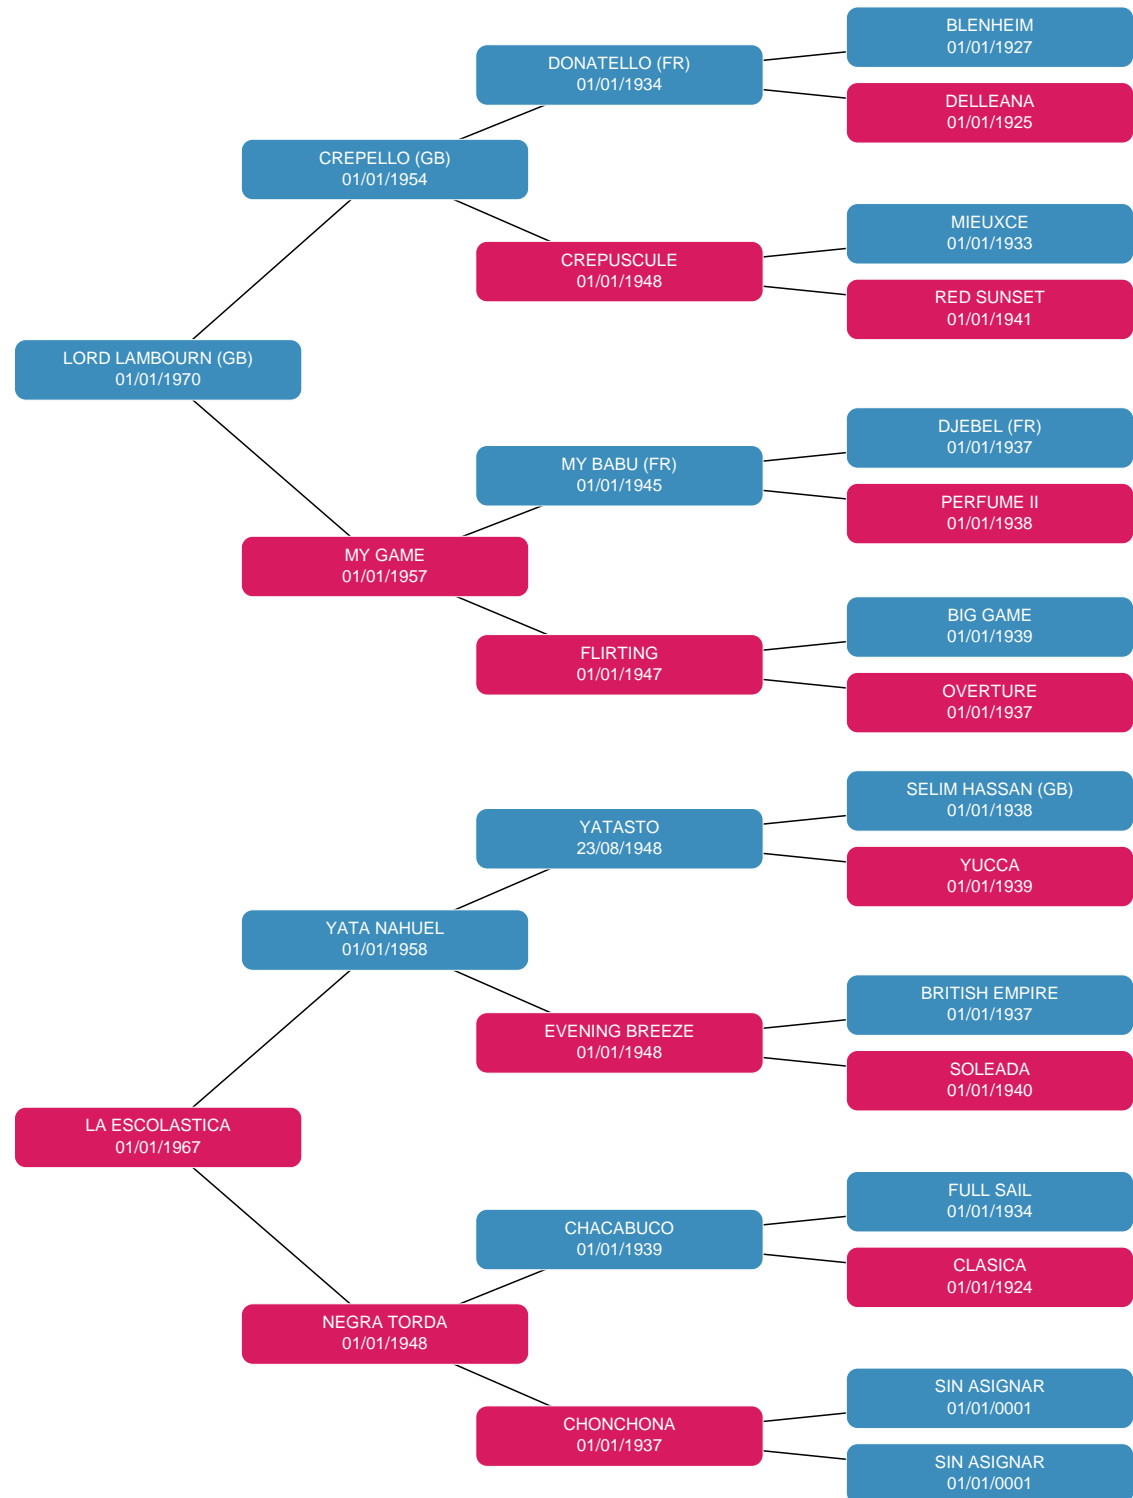 BLENHEIM
01/01/1927
DONATELLO (FR)
01/01/1934
DELLEANA
01/01/1925
CREPELLO (GB)
01/01/1954
MIEUXCE
01/01/1933
CREPUSCULE
01/01/1948
RED SUNSET
01/01/1941
LORD LAMBOURN (GB)
01/01/1970
DJEBEL (FR)
01/01/1937
MY BABU (FR)
01/01/1945
PERFUME II
01/01/1938
MY GAME
01/01/1957
BIG GAME
01/01/1939
FLIRTING
01/01/1947
OVERTURE
01/01/1937
SELIM HASSAN (GB)
01/01/1938
YATASTO
23/08/1948
YUCCA
01/01/1939
YATA NAHUEL
01/01/1958
BRITISH EMPIRE
01/01/1937
EVENING BREEZE
01/01/1948
SOLEADA
01/01/1940
LA ESCOLASTICA
01/01/1967
FULL SAIL
01/01/1934
CHACABUCO
01/01/1939
CLASICA
01/01/1924
NEGRA TORDA
01/01/1948
SIN ASIGNAR
01/01/0001
CHONCHONA
01/01/1937
SIN ASIGNAR
01/01/0001